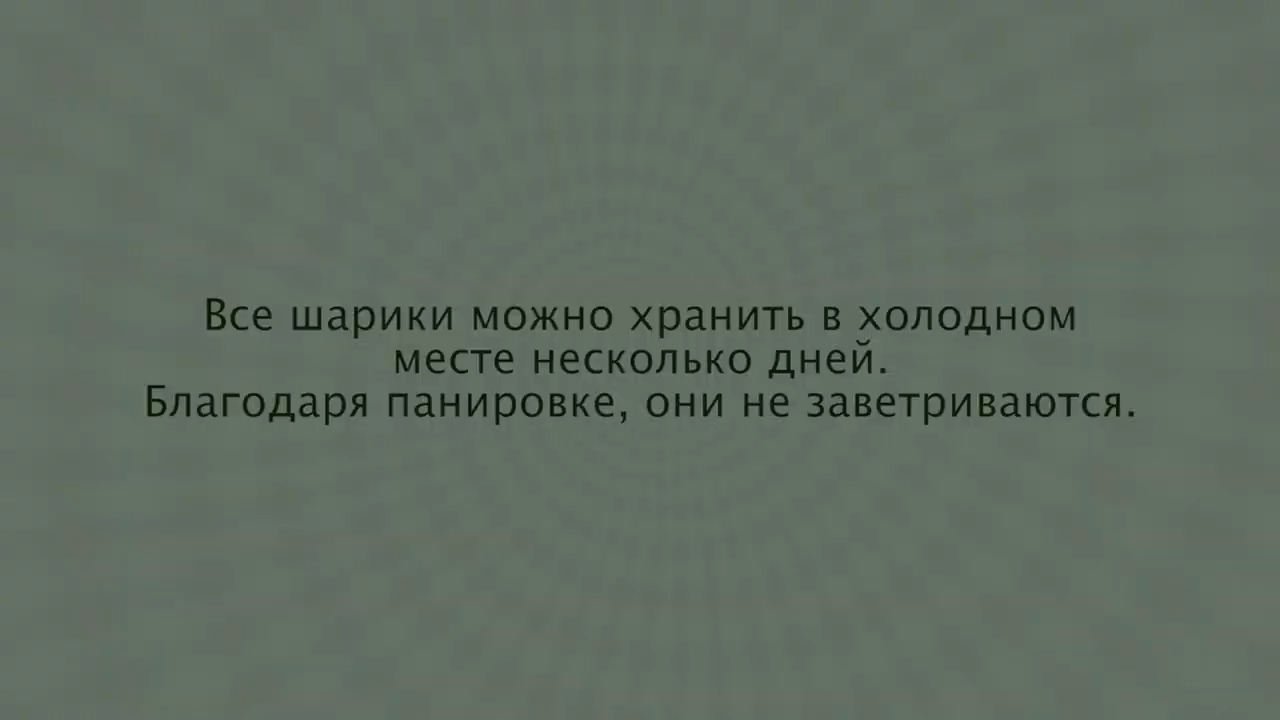 Все шарики можно хранить в холодном
месте несколько дней.
Благодаря панировке, они не заветриваются.